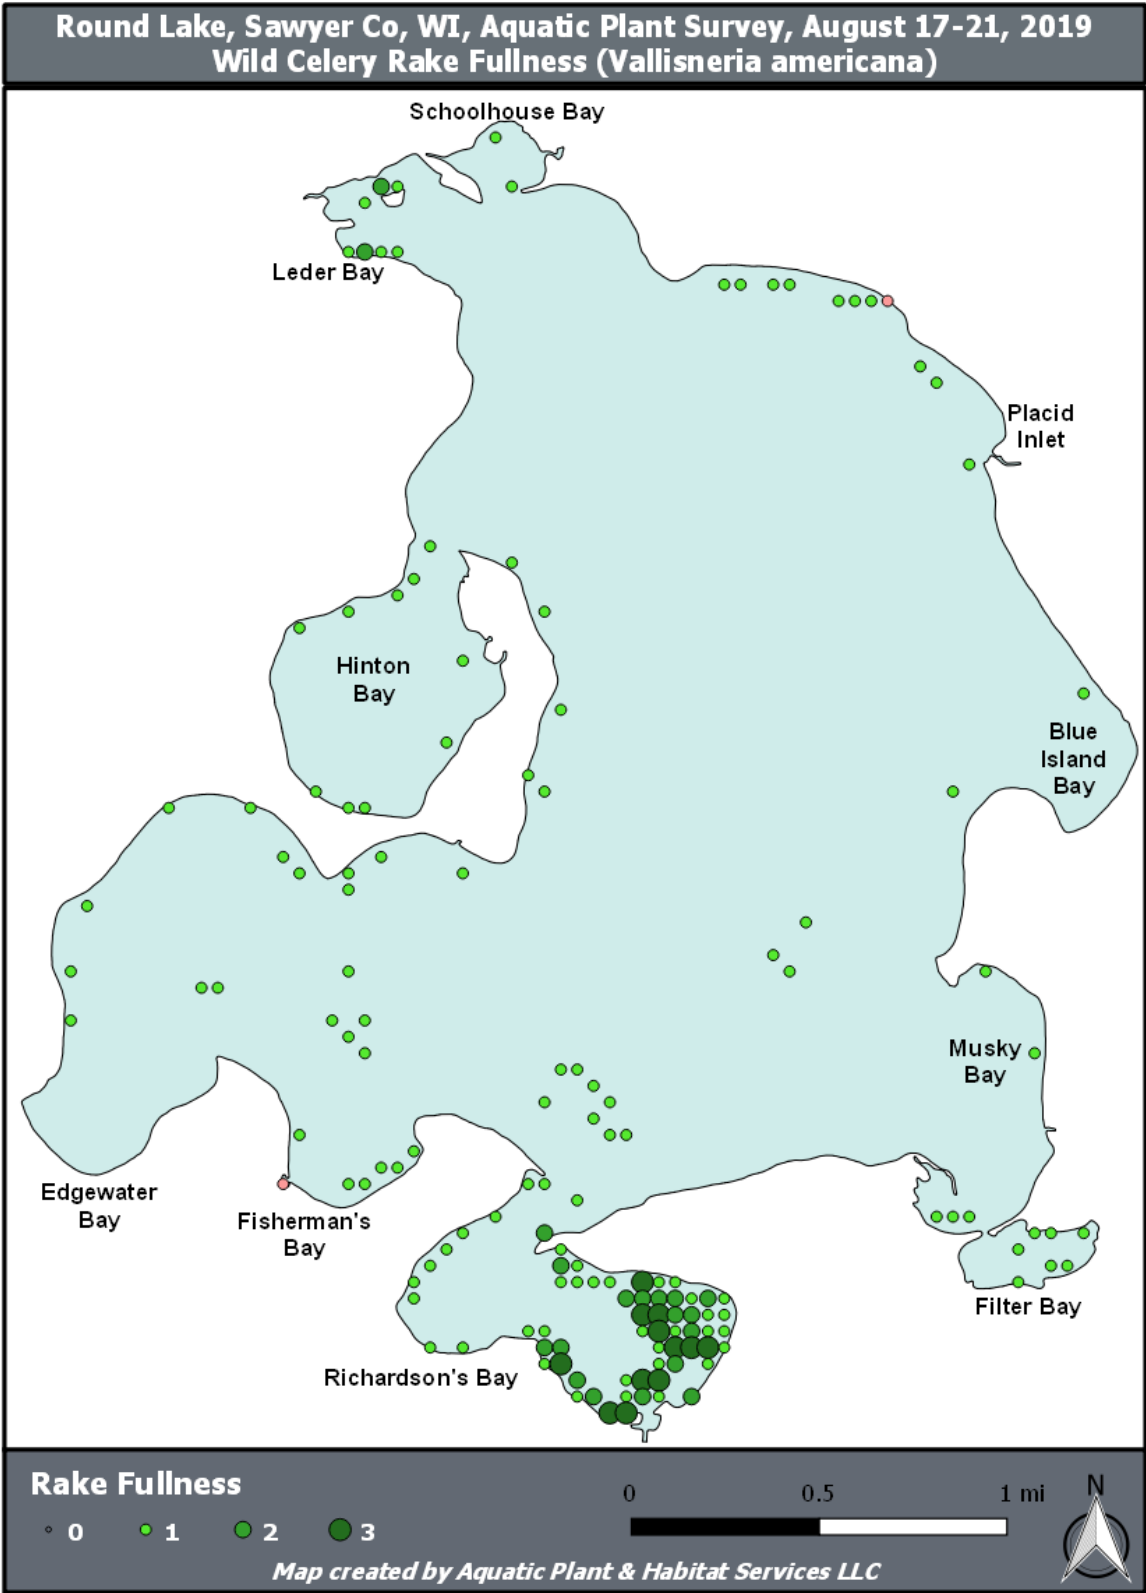 Round Lake, Sawyer Co, WI, Aquatic Plant Survey, August 17-21, 2019
Wild Celery Rake Fullness (Vallisneria americana)
Schoolhouse Bay
Leder Bay
Placid
Inlet
Hinton
Bay
Blue
Island
Bay
Musky
Bay
Edgewater
Bay
Fisherman's
Bay
Filter Bay
Richardson's Bay
Rake Fullness
0 1 2 3
0 0.5 1 mi
N
Map created by Aquatic Plant & Habitat Services LLC